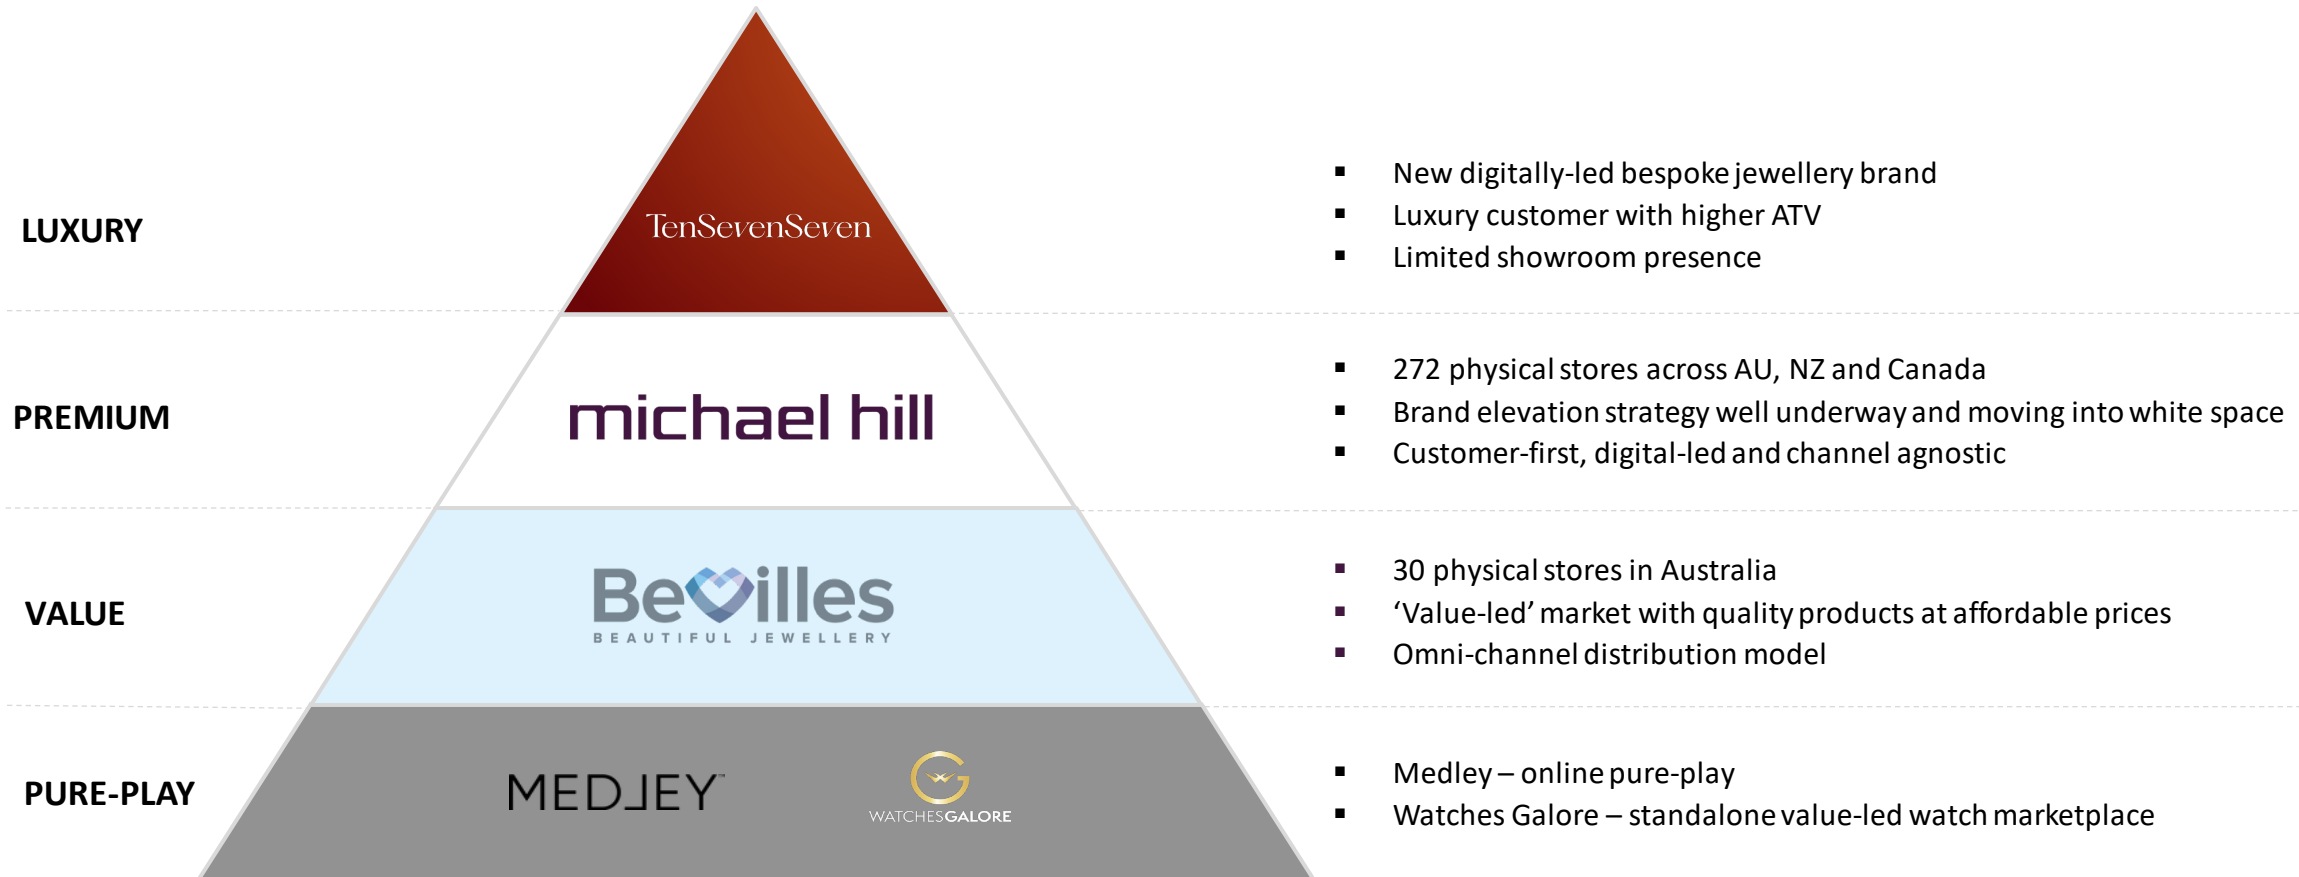 LUXURY
TenSevenSeven
▪ New digitally-led bespoke jewellery brand
▪ Luxury customer with higher ATV
▪ Limited showroom presence
PREMIUM
michael hill
▪ 272 physical stores across AU, NZ and Canada
▪ Brand elevation strategy well underway and moving into white space
▪ Customer-first, digital-led and channel agnostic
VALUE
Bevilles
BEAUTIFUL JEWELLERY
▪ 30 physical stores in Australia
▪ ‘Value-led’ market with quality products at affordable prices
▪ Omni-channel distribution model
PURE-PLAY
MEDLEY™
G
WATCHESGALORE
▪ Medley – online pure-play
▪ Watches Galore – standalone value-led watch marketplace